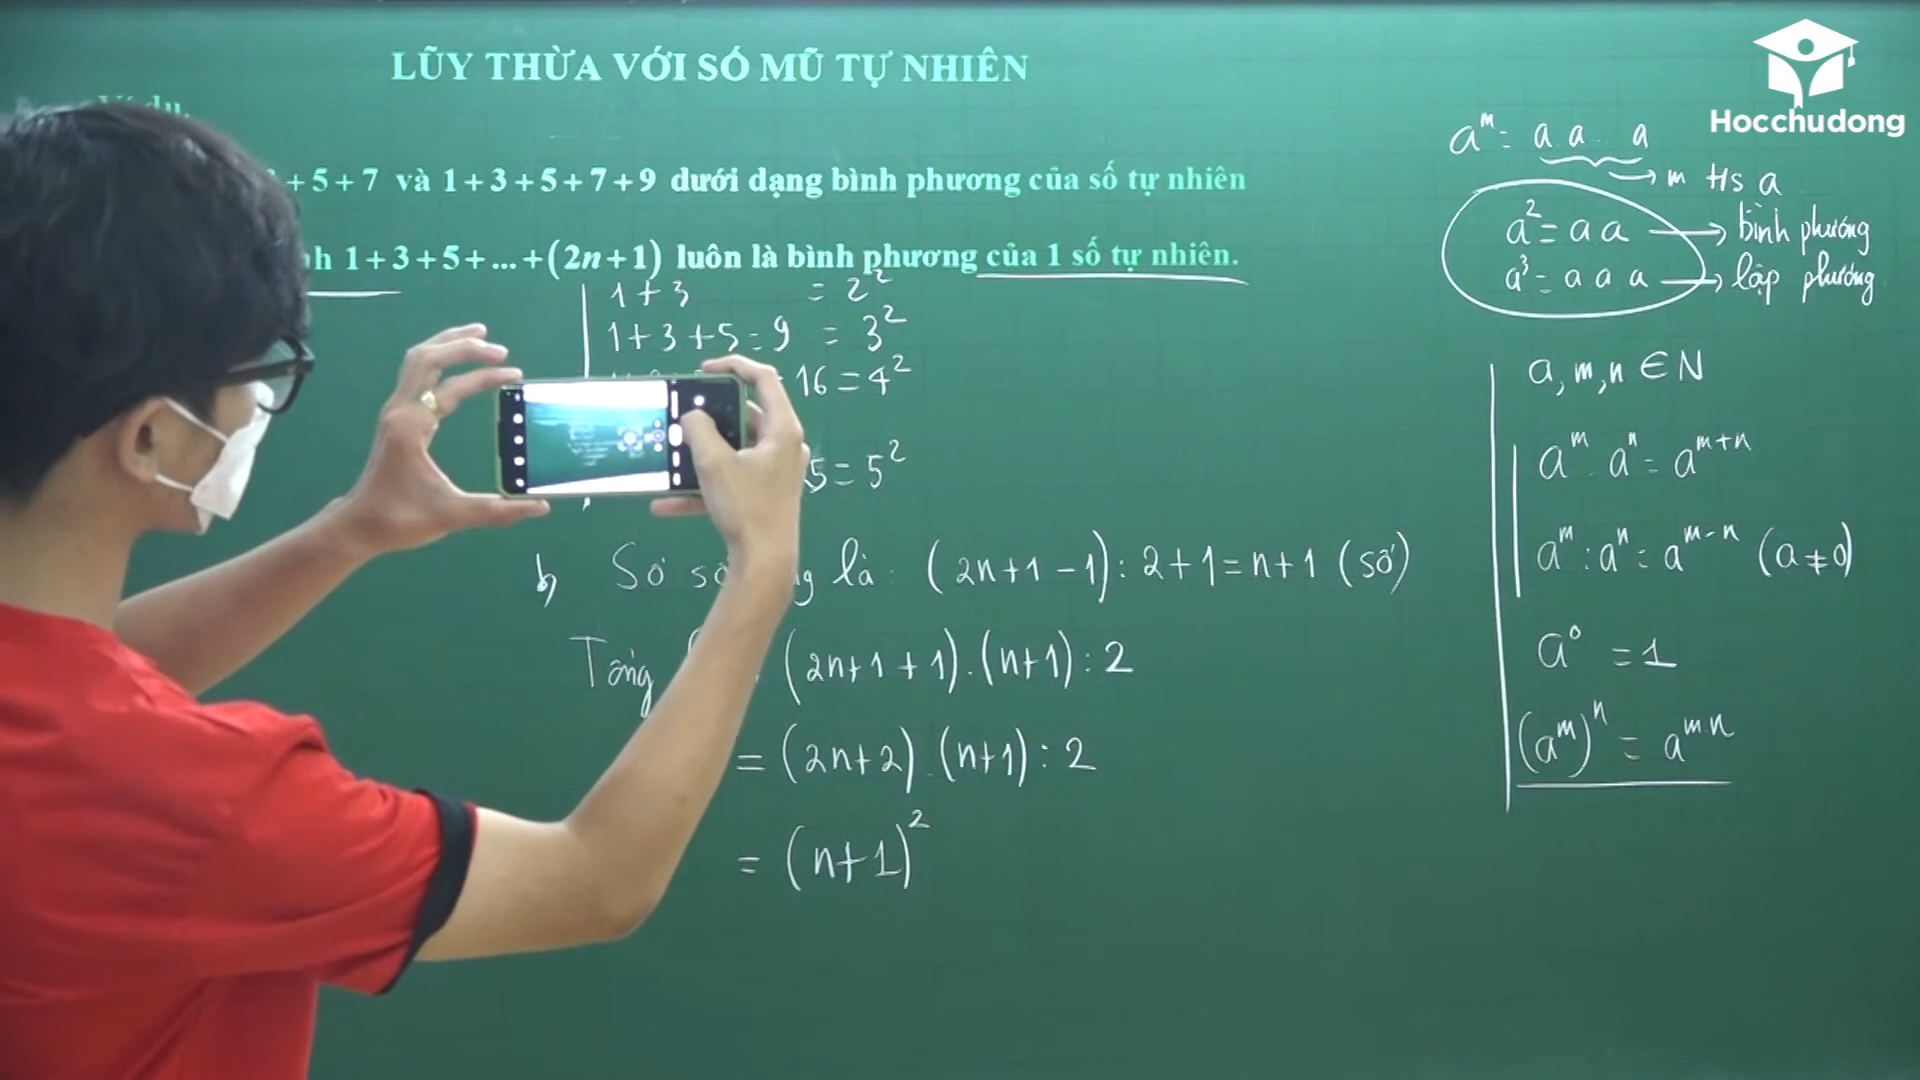 LŨY THỪA VỚI SỐ MŨ TỰ NHIÊN
Hocchudong
+ 5 + 7 và 1 + 3 + 5 + 7 + 9 dưới dạng bình phương của số tự nhiên
1 + 3 + 5 + ... + (2n + 1) luôn là bình phương của 1 số tự nhiên.
1 + 3 = 2²
1 + 3 + 5 = 9 = 3²
16 = 4²
5 = 5²
b, Số số là: (2n+1 - 1) : 2 + 1 = n+1 (số)
Tổng (2n+1 + 1) . (n+1) : 2
= (2n+2) . (n+1) : 2
= (n+1)²
aᵐ = a a ... a
m ths a
a² = a a → bình phương
a³ = a a a → lập phương
a, m, n ∈ N
aᵐ . aⁿ = aᵐ⁺ⁿ
aᵐ : aⁿ = aᵐ⁻ⁿ (a ≠ 0)
a⁰ = 1
(aᵐ)ⁿ = aᵐ·ⁿ